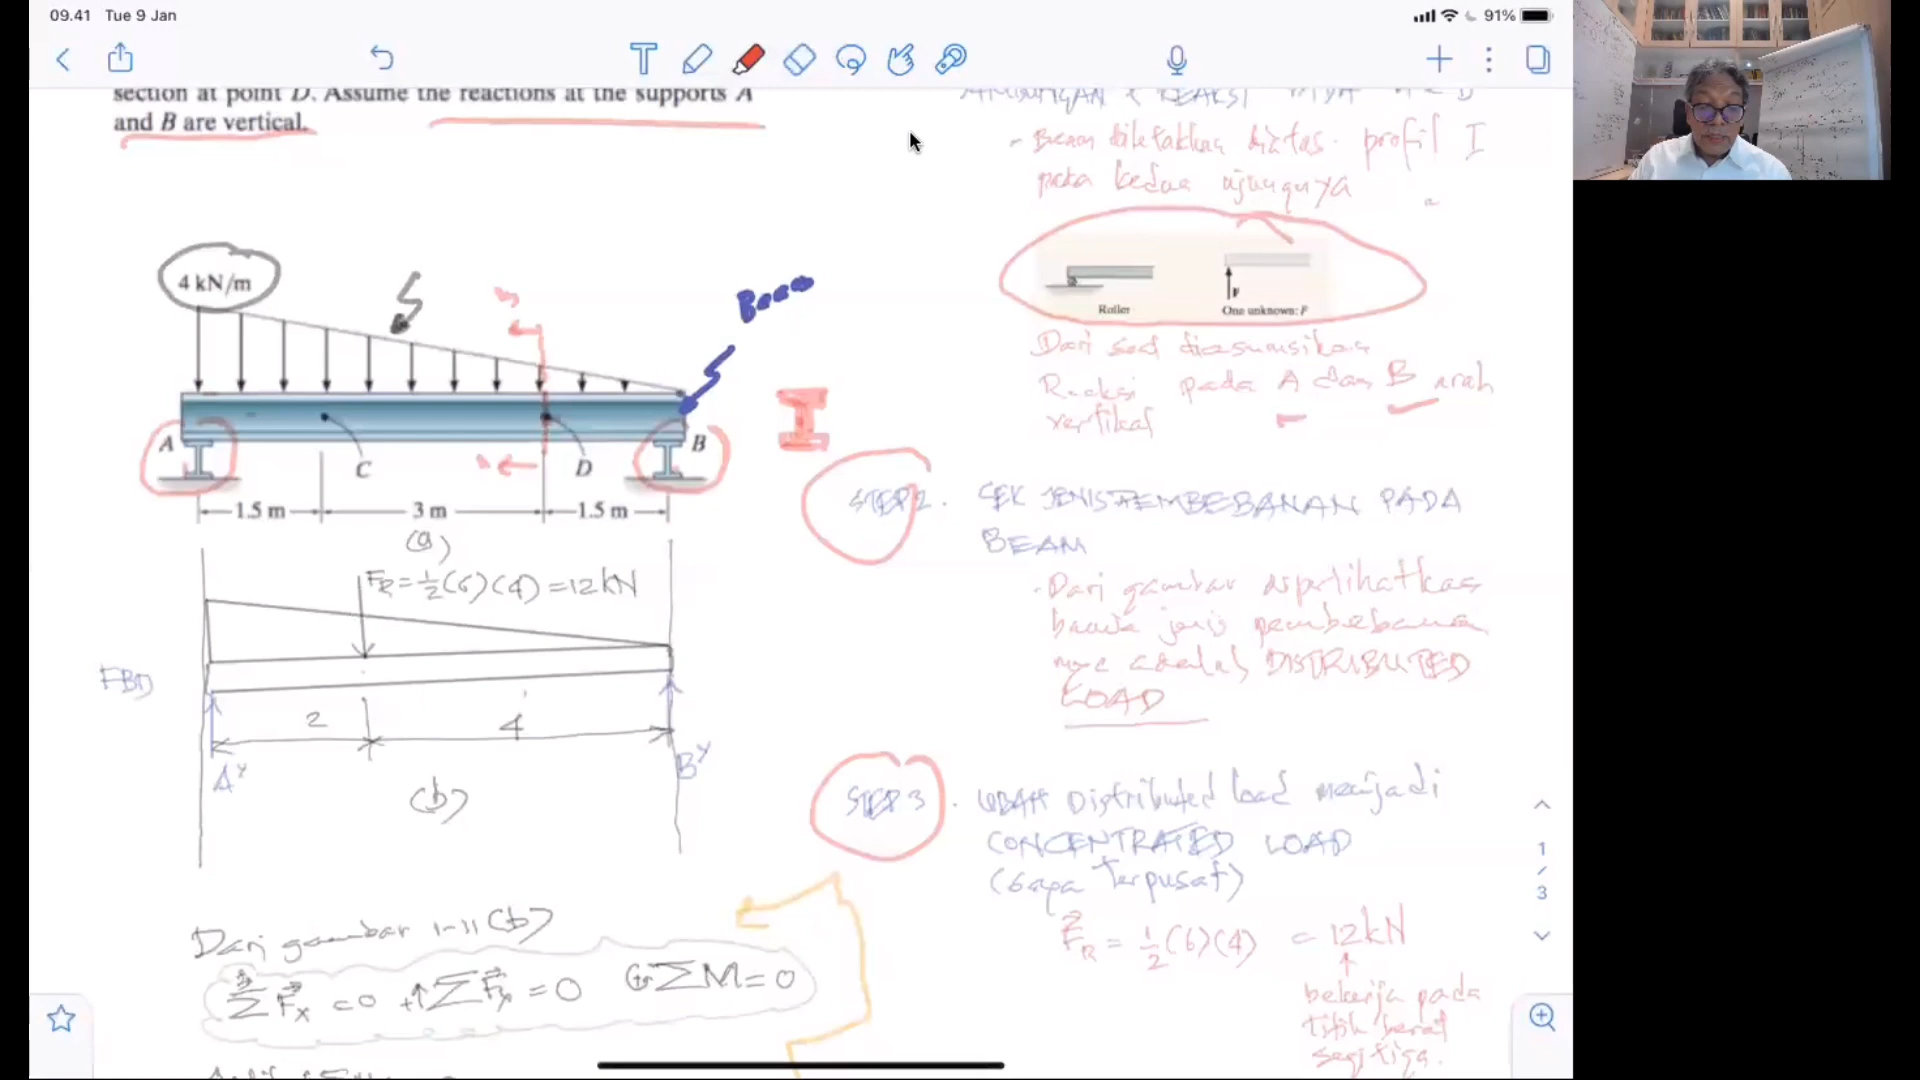 09.41 Tue 9 Jan
91%
section at point D. Assume the reactions at the supports A
and B are vertical.
4 kN/m
Beam
A
C
D
B
1.5 m
3 m
1.5 m
(a)
FR = ½(6)(4) = 12 kN
FBD
2
4
AY
BY
(b)
Dari gambar 1-11 (b)
ΣFx = 0 +↑ΣFy = 0 ΣM = 0
& REAKSI PADA
- Beam diletakkan diatas profil I
pada kedua ujungnya
Roller
F
One unknown: F
Dari soal diasumsikan
Reaksi pada A dan B arah
vertikal
STEP 2. CEK JENIS PEMBEBANAN PADA
BEAM
- Dari gambar diperlihatkan
jenis pembebanan
nya adalah DISTRIBUTED
LOAD
STEP 3. UBAH Distributed load menjadi
CONCENTRATED LOAD
(Gaya Terpusat)
FR = ½(6)(4) = 12 kN
↑
bekerja pada
titik berat
segitiga.
1
/
3